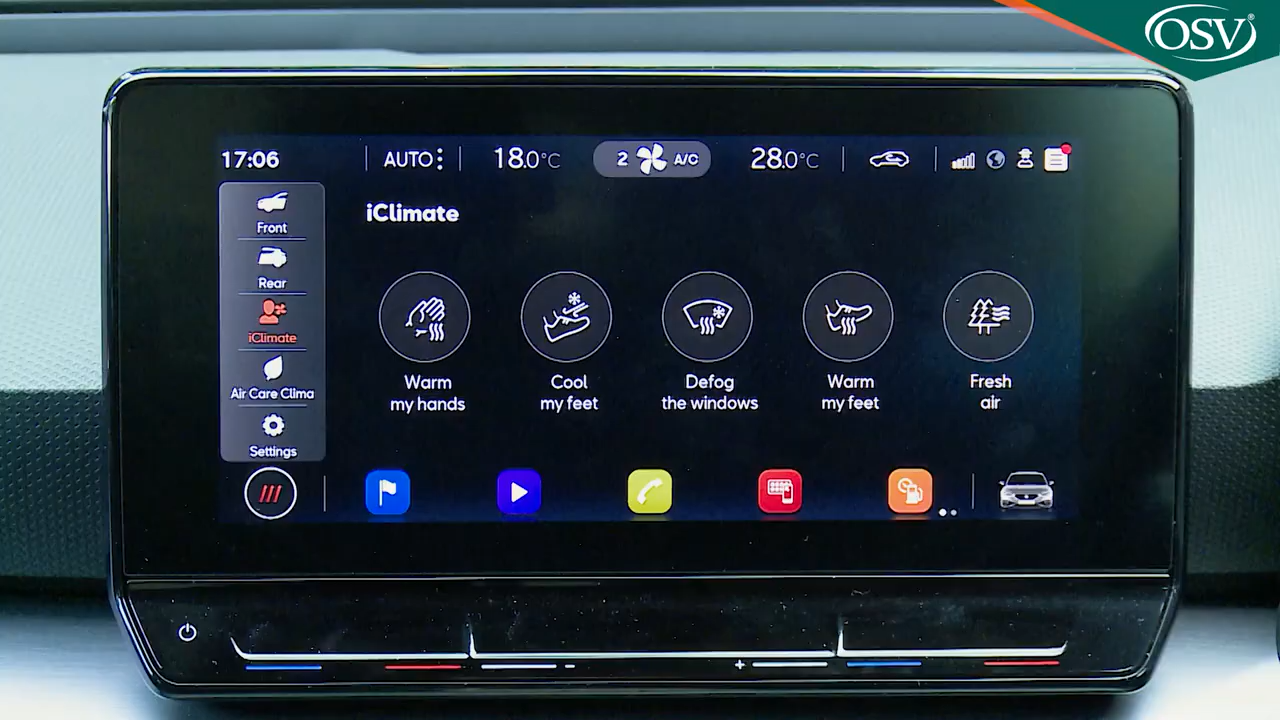 OSV®
17:06
AUTO
18.0°C
2
A/C
28.0°C
Front
Rear
iClimate
Air Care Clima
Settings
iClimate
Warm
my hands
Cool
my feet
Defog
the windows
Warm
my feet
Fresh
air
- +